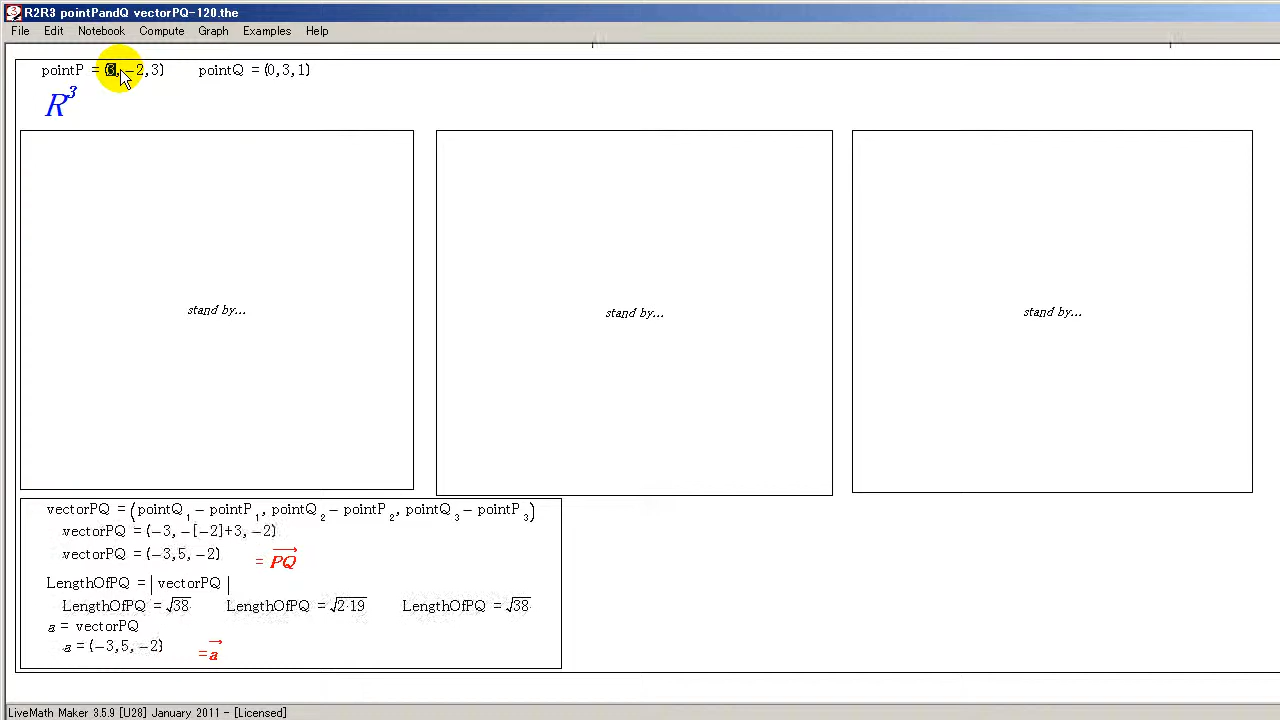 R2R3 pointPandQ vectorPQ-120.the
File Edit Notebook Compute Graph Examples Help
pointP = (3,−2,3) pointQ = (0,3,1)
R³
stand by... stand by... stand by...
vectorPQ = (pointQ₁ − pointP₁, pointQ₂ − pointP₂, pointQ₃ − pointP₃)
vectorPQ = (−3, −[−2]+3, −2)
vectorPQ = (−3,5, −2) = PQ
LengthOfPQ = | vectorPQ |
LengthOfPQ = √38 LengthOfPQ = √2·19 LengthOfPQ = √38
a = vectorPQ
a = (−3,5, −2) = a
LiveMath Maker 3.5.9 [U28] January 2011 - [Licensed]